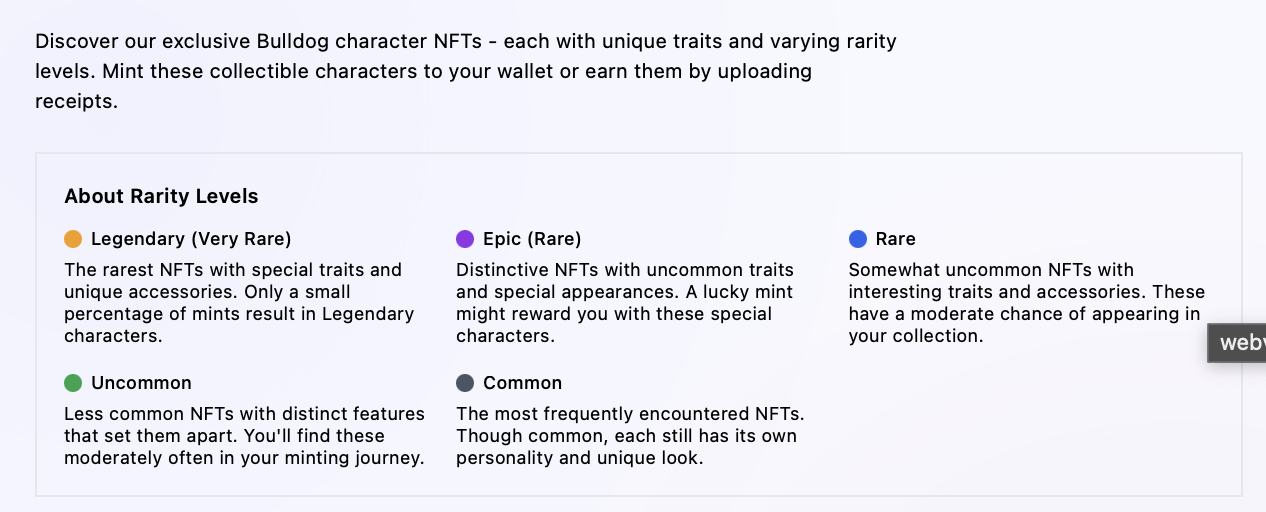 Discover our exclusive Bulldog character NFTs - each with unique traits and varying rarity
levels. Mint these collectible characters to your wallet or earn them by uploading
receipts.
About Rarity Levels
Legendary (Very Rare)
The rarest NFTs with special traits and
unique accessories. Only a small
percentage of mints result in Legendary
characters.
Epic (Rare)
Distinctive NFTs with uncommon traits
and special appearances. A lucky mint
might reward you with these special
characters.
Rare
Somewhat uncommon NFTs with
interesting traits and accessories. These
have a moderate chance of appearing in
your collection.
Uncommon
Less common NFTs with distinct features
that set them apart. You'll find these
moderately often in your minting journey.
Common
The most frequently encountered NFTs.
Though common, each still has its own
personality and unique look.